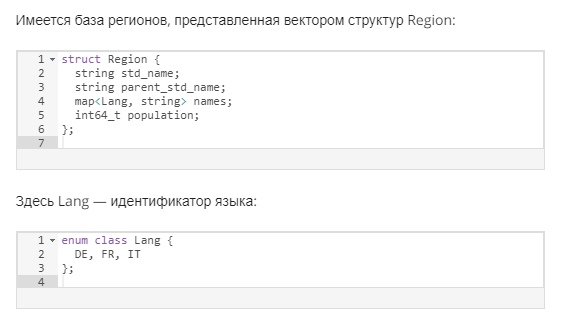 Имеется база регионов, представленная вектором структур Region:
1 struct Region {
2 string std_name;
3 string parent_std_name;
4 map<Lang, string> names;
5 int64_t population;
6 };
7
Здесь Lang — идентификатор языка:
1 enum class Lang {
2 DE, FR, IT
3 };
4